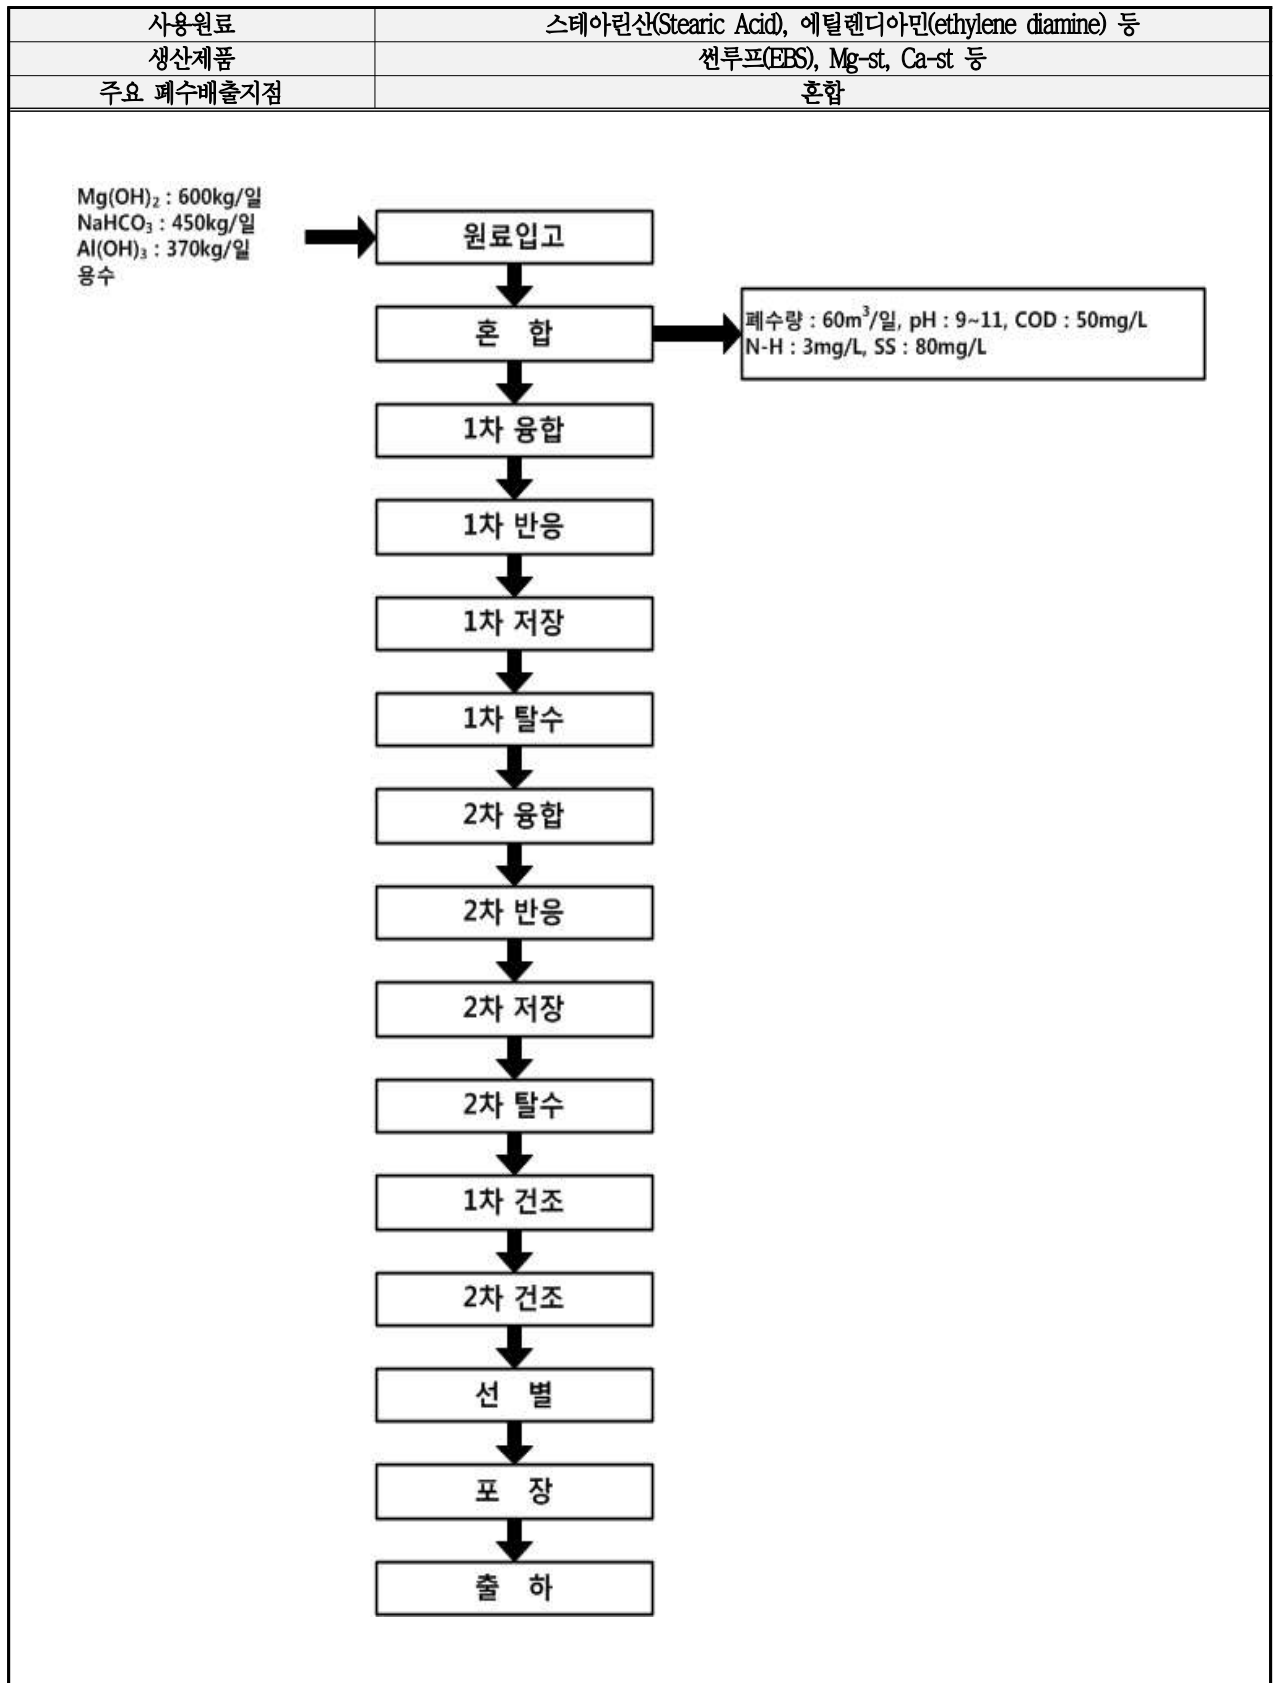 사용원료 스테아린산(Stearic Acid), 에틸렌디아민(ethylene diamine) 등
생산제품 썬루프(EBS), Mg-st, Ca-st 등
주요 폐수배출지점 혼합
Mg(OH)₂ : 600kg/일
NaHCO₃ : 450kg/일
Al(OH)₃ : 370kg/일
용수
원료입고
혼 합
폐수량 : 60m³/일, pH : 9~11, COD : 50mg/L
N-H : 3mg/L, SS : 80mg/L
1차 융합
1차 반응
1차 저장
1차 탈수
2차 융합
2차 반응
2차 저장
2차 탈수
1차 건조
2차 건조
선 별
포 장
출 하